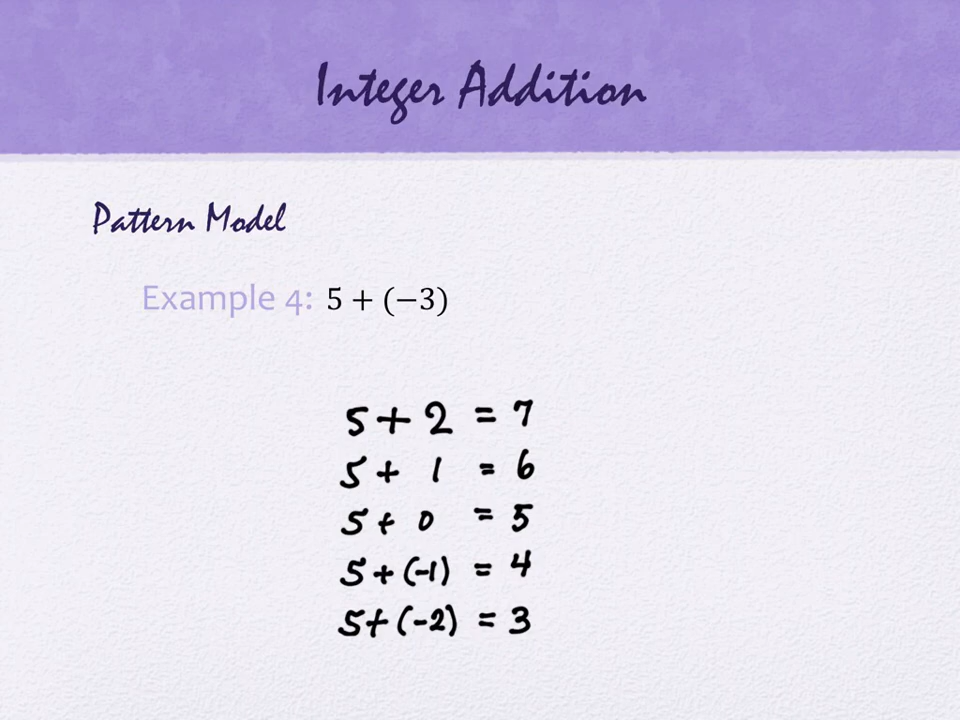 Integer Addition
Pattern Model
Example 4: 5 + (−3)
5 + 2 = 7
5 + 1 = 6
5 + 0 = 5
5 + (-1) = 4
5 + (-2) = 3